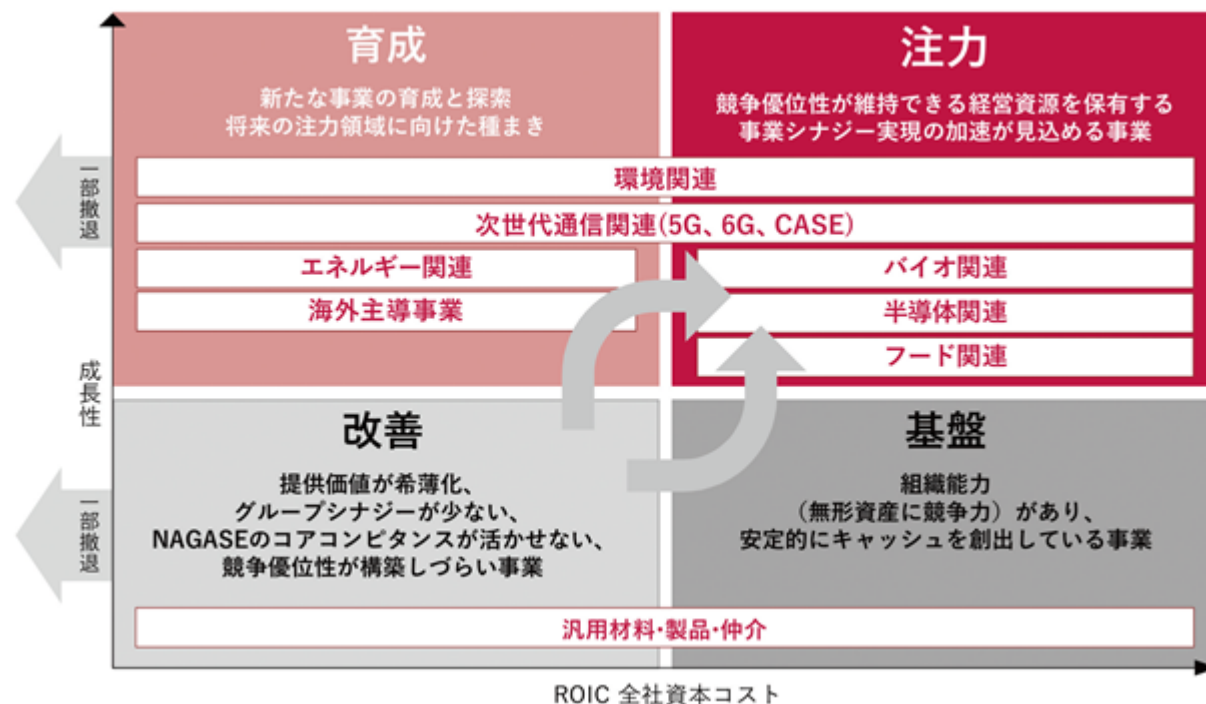 育成
新たな事業の育成と探索
将来の注力領域に向けた種まき
注力
競争優位性が維持できる経営資源を保有する
事業シナジー実現の加速が見込める事業
一部撤退
環境関連
次世代通信関連(5G、6G、CASE)
エネルギー関連
海外主導事業
バイオ関連
半導体関連
フード関連
成長性
改善
提供価値が希薄化、
グループシナジーが少ない、
NAGASEのコアコンピタンスが活かせない、
競争優位性が構築しづらい事業
基盤
組織能力
（無形資産に競争力）があり、
安定的にキャッシュを創出している事業
一部撤退
汎用材料・製品・仲介
ROIC 全社資本コスト